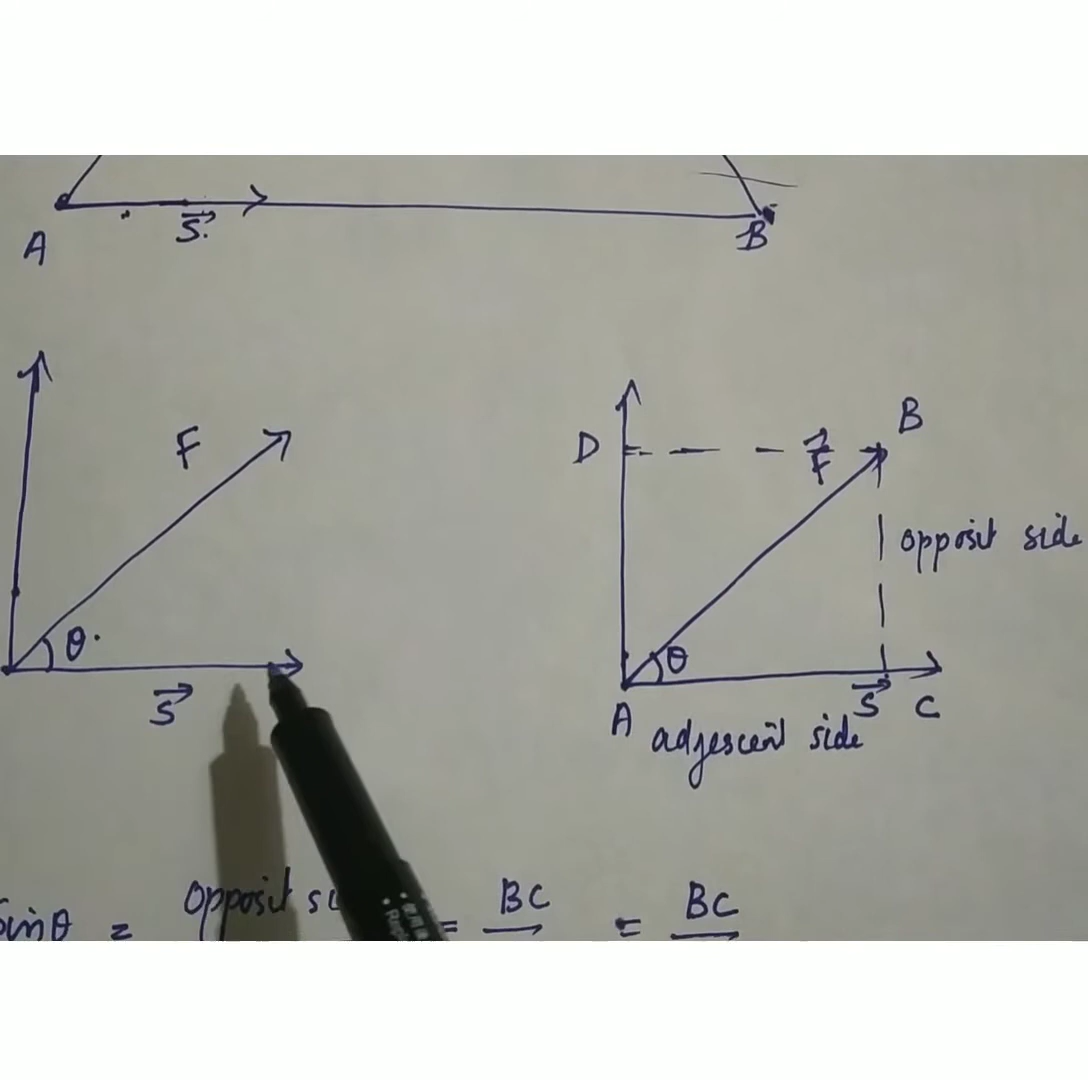 S
A
B
F
D
F
B
opposit side
θ
θ
S
A
S
C
adjescent side
Sinθ = opposit = BC = BC